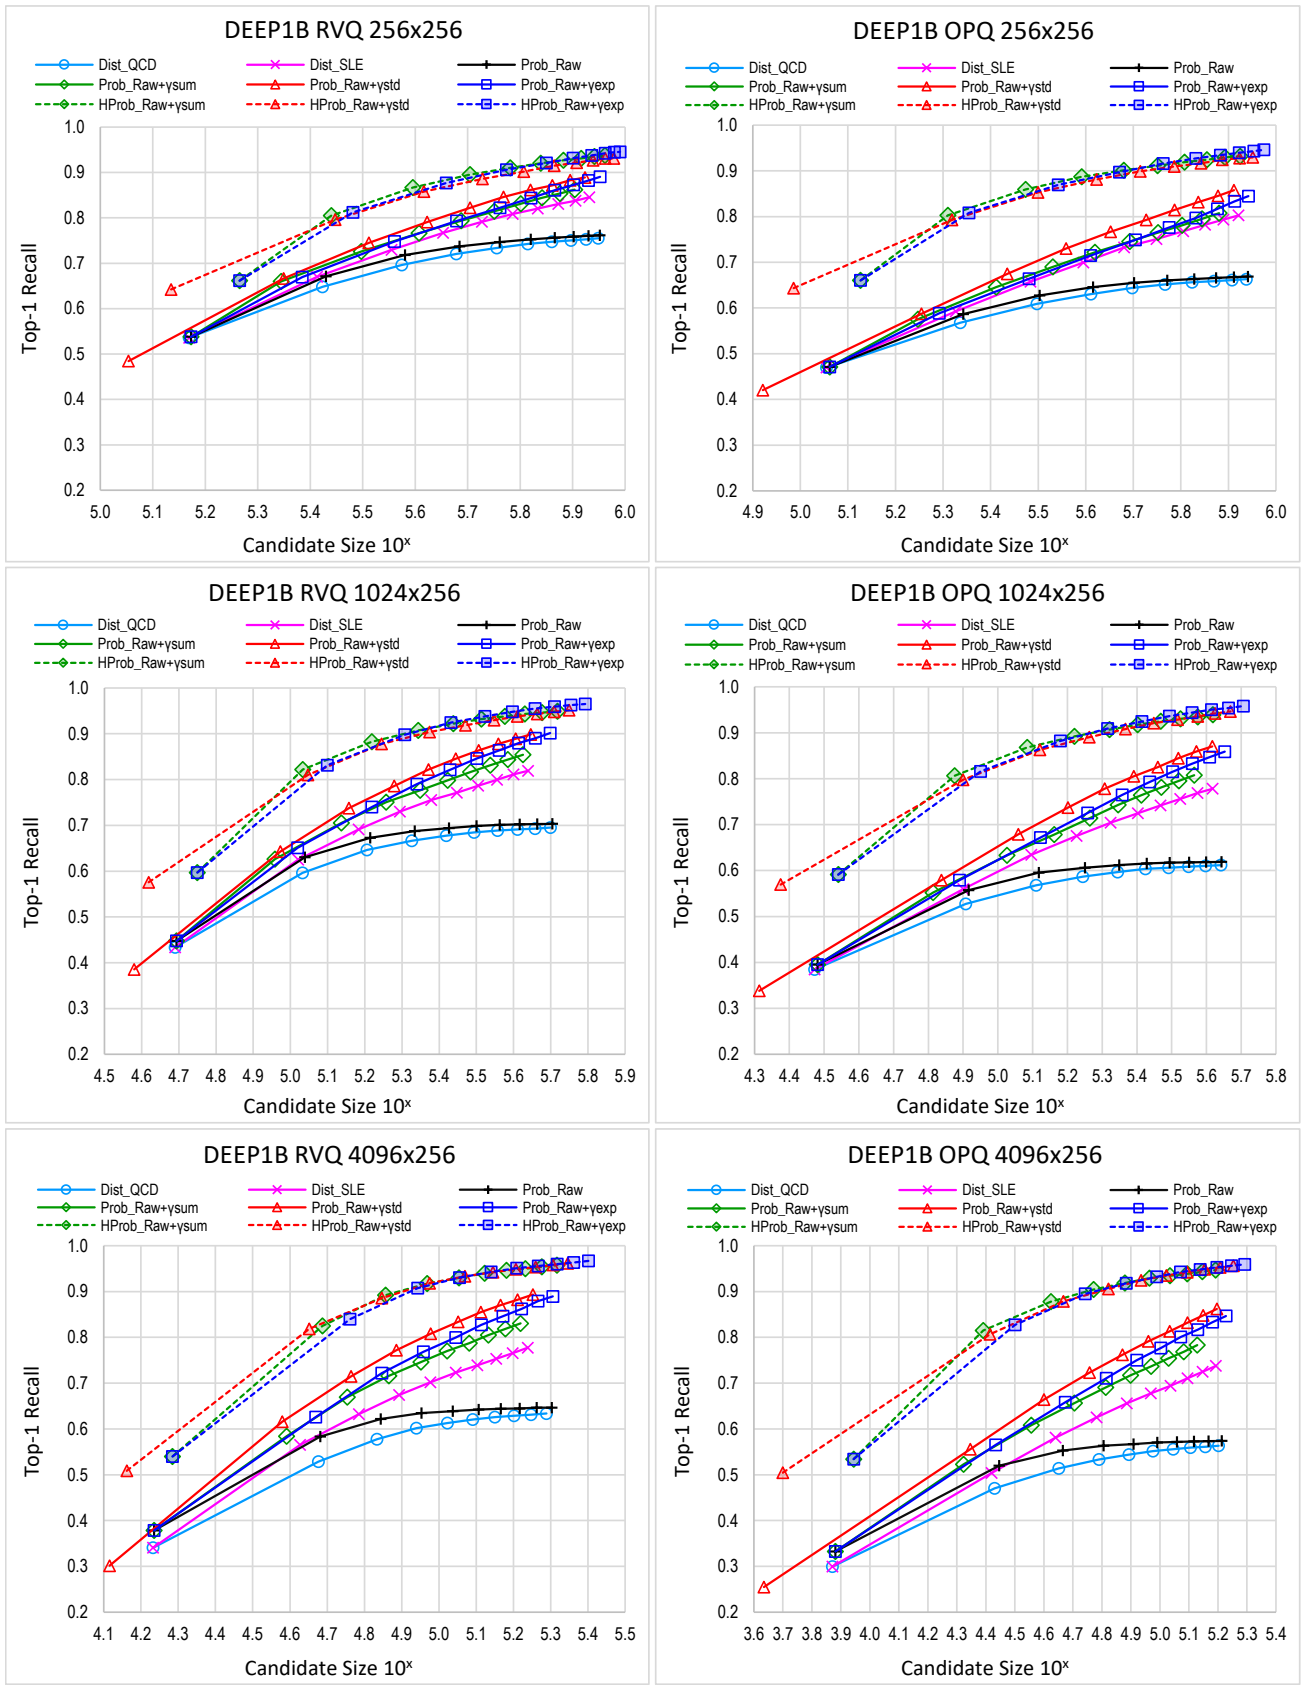 DEEP1B RVQ 256x256
Dist_QCD Dist_SLE Prob_Raw
Prob_Raw+γsum Prob_Raw+γstd Prob_Raw+γexp
HProb_Raw+γsum HProb_Raw+γstd HProb_Raw+γexp
1.0
0.9
0.8
0.7
0.6
0.5
0.4
0.3
0.2
Top-1 Recall
5.0 5.1 5.2 5.3 5.4 5.5 5.6 5.7 5.8 5.9 6.0
Candidate Size 10ˣ
DEEP1B OPQ 256x256
Dist_QCD Dist_SLE Prob_Raw
Prob_Raw+γsum Prob_Raw+γstd Prob_Raw+γexp
HProb_Raw+γsum HProb_Raw+γstd HProb_Raw+γexp
1.0
0.9
0.8
0.7
0.6
0.5
0.4
0.3
0.2
Top-1 Recall
4.9 5.0 5.1 5.2 5.3 5.4 5.5 5.6 5.7 5.8 5.9 6.0
Candidate Size 10ˣ
DEEP1B RVQ 1024x256
Dist_QCD Dist_SLE Prob_Raw
Prob_Raw+γsum Prob_Raw+γstd Prob_Raw+γexp
HProb_Raw+γsum HProb_Raw+γstd HProb_Raw+γexp
1.0
0.9
0.8
0.7
0.6
0.5
0.4
0.3
0.2
Top-1 Recall
4.5 4.6 4.7 4.8 4.9 5.0 5.1 5.2 5.3 5.4 5.5 5.6 5.7 5.8 5.9
Candidate Size 10ˣ
DEEP1B OPQ 1024x256
Dist_QCD Dist_SLE Prob_Raw
Prob_Raw+γsum Prob_Raw+γstd Prob_Raw+γexp
HProb_Raw+γsum HProb_Raw+γstd HProb_Raw+γexp
1.0
0.9
0.8
0.7
0.6
0.5
0.4
0.3
0.2
Top-1 Recall
4.3 4.4 4.5 4.6 4.7 4.8 4.9 5.0 5.1 5.2 5.3 5.4 5.5 5.6 5.7 5.8
Candidate Size 10ˣ
DEEP1B RVQ 4096x256
Dist_QCD Dist_SLE Prob_Raw
Prob_Raw+γsum Prob_Raw+γstd Prob_Raw+γexp
HProb_Raw+γsum HProb_Raw+γstd HProb_Raw+γexp
1.0
0.9
0.8
0.7
0.6
0.5
0.4
0.3
0.2
Top-1 Recall
4.1 4.2 4.3 4.4 4.5 4.6 4.7 4.8 4.9 5.0 5.1 5.2 5.3 5.4 5.5
Candidate Size 10ˣ
DEEP1B OPQ 4096x256
Dist_QCD Dist_SLE Prob_Raw
Prob_Raw+γsum Prob_Raw+γstd Prob_Raw+γexp
HProb_Raw+γsum HProb_Raw+γstd HProb_Raw+γexp
1.0
0.9
0.8
0.7
0.6
0.5
0.4
0.3
0.2
Top-1 Recall
3.6 3.7 3.8 3.9 4.0 4.1 4.2 4.3 4.4 4.5 4.6 4.7 4.8 4.9 5.0 5.1 5.2 5.3 5.4
Candidate Size 10ˣ